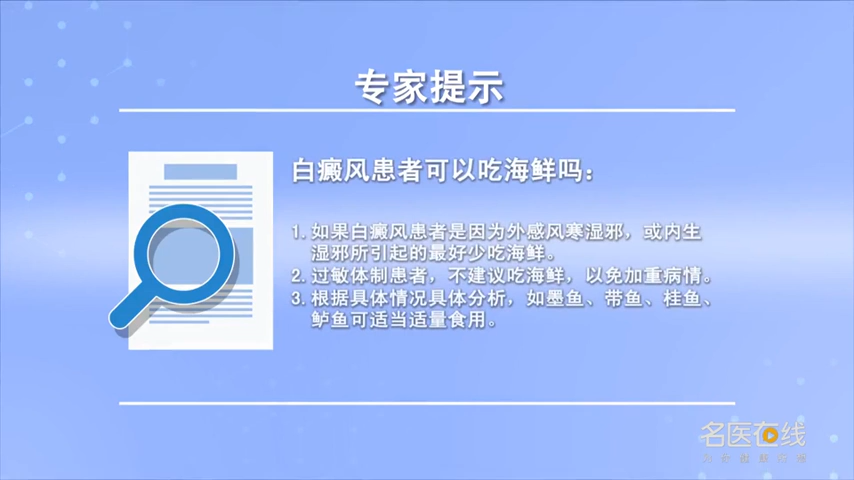 专家提示
白癜风患者可以吃海鲜吗：
1. 如果白癜风患者是因为外感风寒湿邪，或内生
湿邪所引起的最好少吃海鲜。
2. 过敏体制患者，不建议吃海鲜，以免加重病情。
3. 根据具体情况具体分析，如墨鱼、带鱼、桂鱼、
鲈鱼可适当适量食用。
名医在线